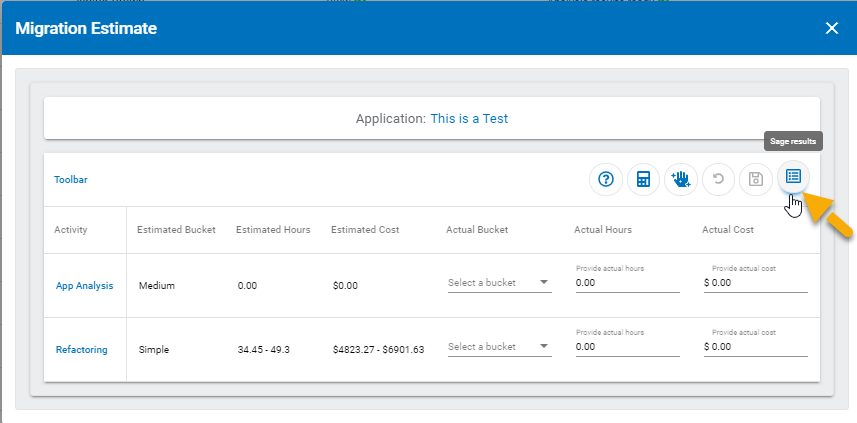 Migration Estimate
Application: This is a Test
Sage results
Toolbar
Activity Estimated Bucket Estimated Hours Estimated Cost Actual Bucket Actual Hours Actual Cost
App Analysis Medium 0.00 $0.00 Select a bucket Provide actual hours 0.00 Provide actual cost $ 0.00
Refactoring Simple 34.45 - 49.3 $4823.27 - $6901.63 Select a bucket Provide actual hours 0.00 Provide actual cost $ 0.00